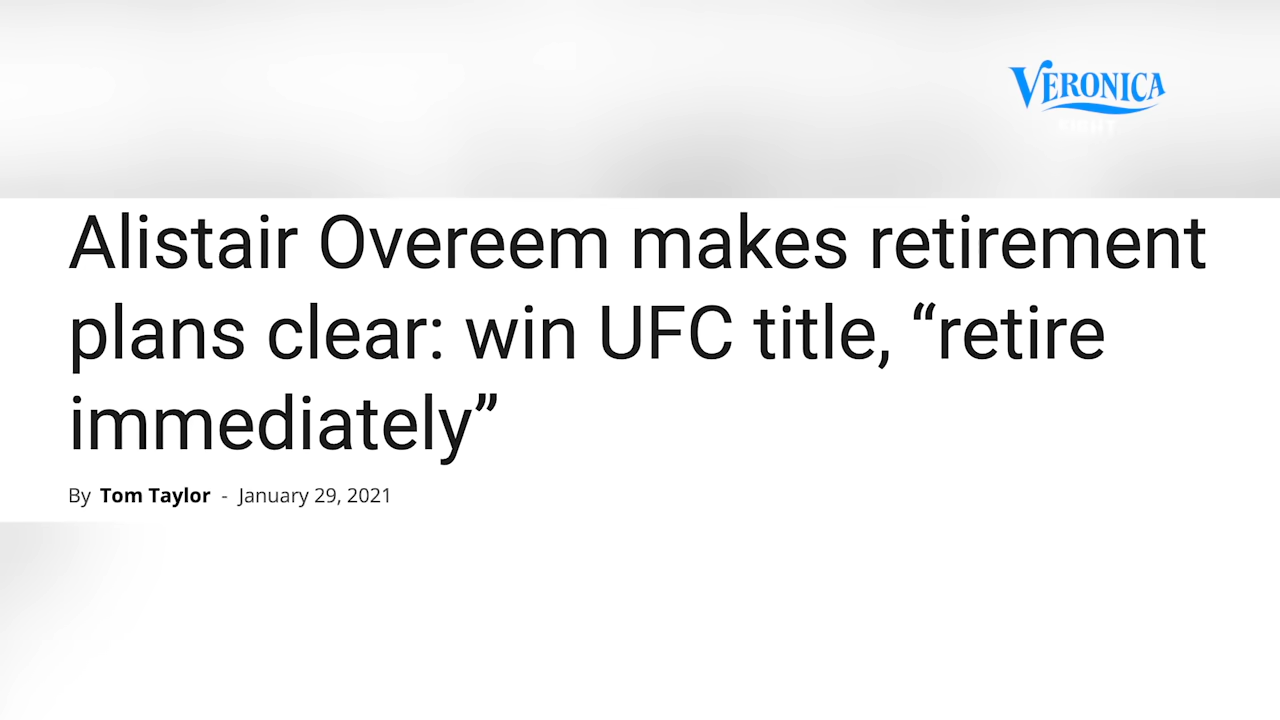 VERONICA
Alistair Overeem makes retirement
plans clear: win UFC title, “retire
immediately”
By Tom Taylor - January 29, 2021